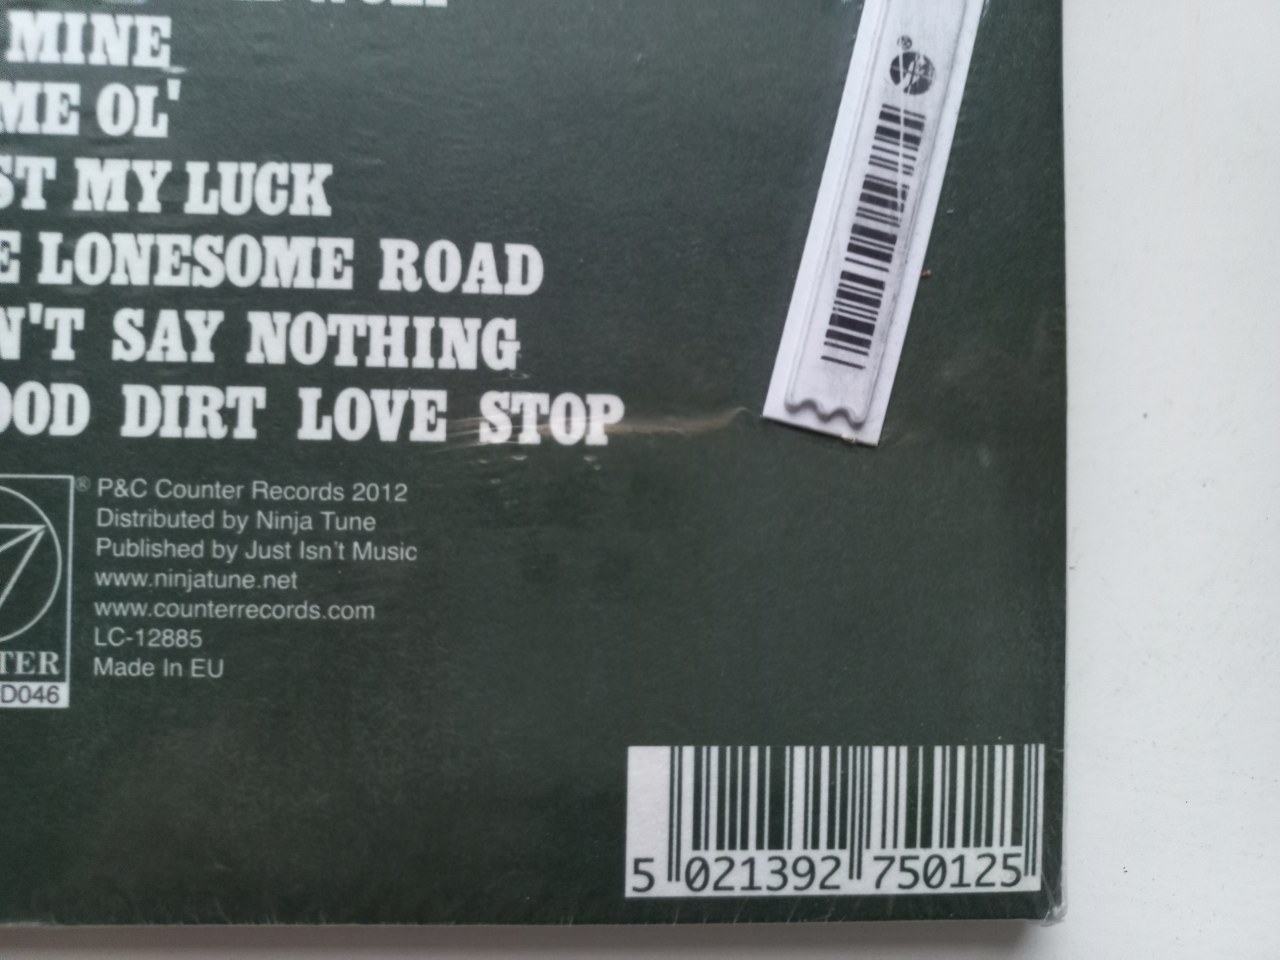 MINE
ME OL'
ST MY LUCK
E LONESOME ROAD
N'T SAY NOTHING
OOD DIRT LOVE STOP
® P&C Counter Records 2012
Distributed by Ninja Tune
Published by Just Isn't Music
www.ninjatune.net
www.counterrecords.com
LC-12885
Made In EU
TER
D046
5 021392 750125